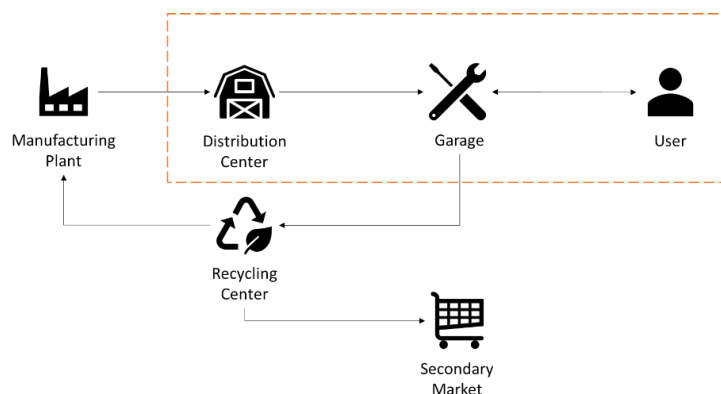 Manufacturing
Plant
Distribution
Center
Garage
User
Recycling
Center
Secondary
Market